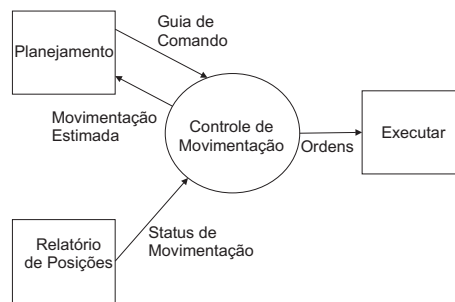 Guia de
Comando
Planejamento
Movimentação
Estimada
Controle de
Movimentação
Ordens
Executar
Relatório
de Posições
Status de
Movimentação